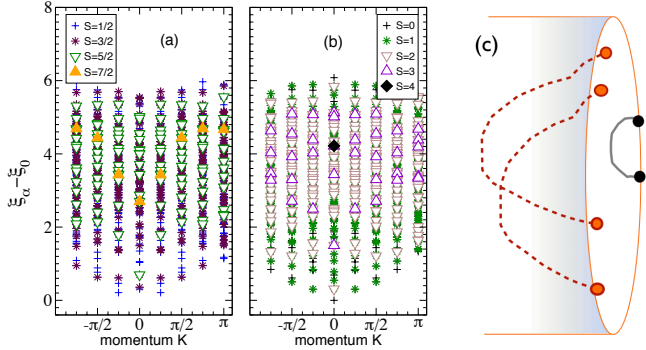 S=1/2
S=3/2
S=5/2
S=7/2
(a)
(b)
S=0
S=1
S=2
S=3
S=4
(c)
8
6
4
2
0
ξα−ξ0
-π/2 0 π/2 π
momentum K
-π/2 0 π/2 π
momentum K